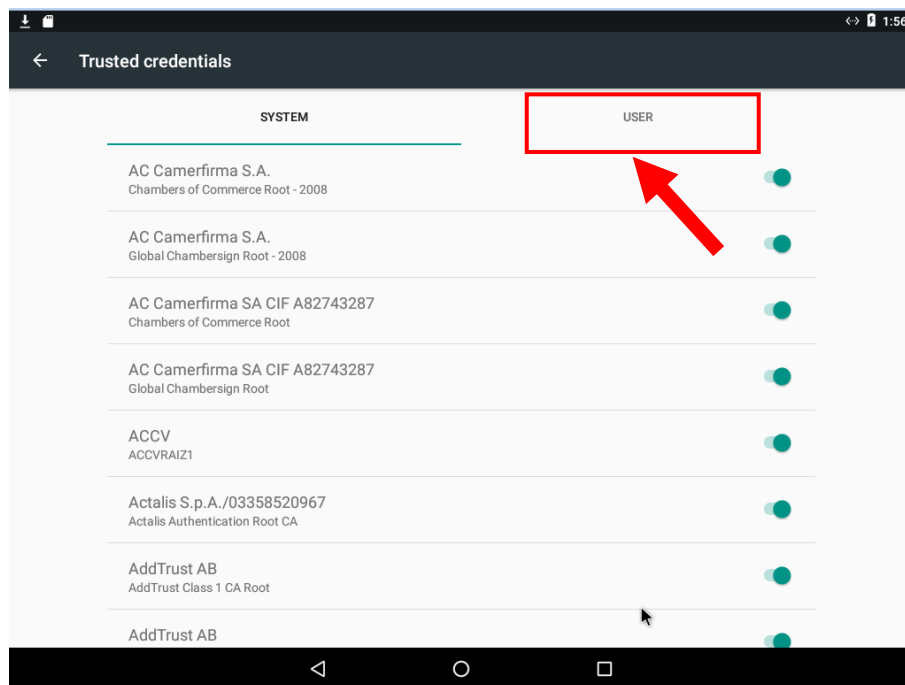 1:56
Trusted credentials
SYSTEM
USER
AC Camerfirma S.A.
Chambers of Commerce Root - 2008
AC Camerfirma S.A.
Global Chambersign Root - 2008
AC Camerfirma SA CIF A82743287
Chambers of Commerce Root
AC Camerfirma SA CIF A82743287
Global Chambersign Root
ACCV
ACCVRAIZ1
Actalis S.p.A./03358520967
Actalis Authentication Root CA
AddTrust AB
AddTrust Class 1 CA Root
AddTrust AB